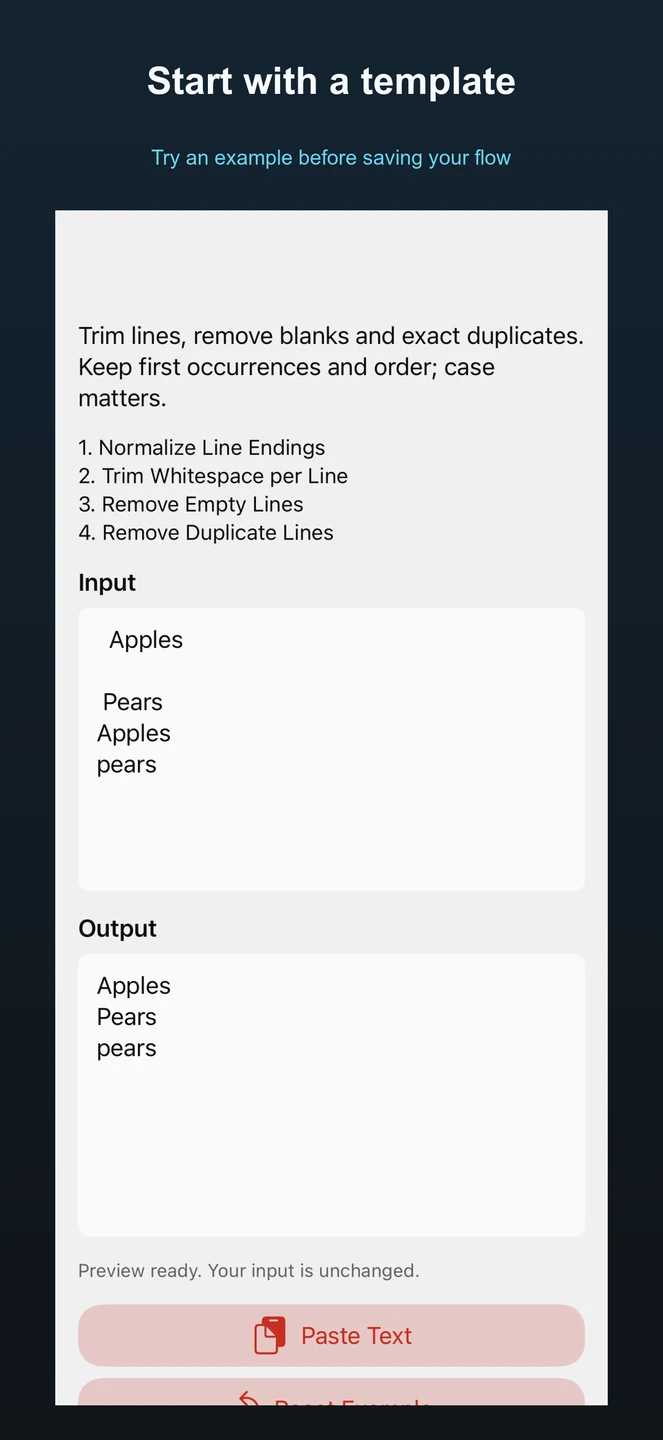 Start with a template
Try an example before saving your flow
Trim lines, remove blanks and exact duplicates.
Keep first occurrences and order; case
matters.
1. Normalize Line Endings
2. Trim Whitespace per Line
3. Remove Empty Lines
4. Remove Duplicate Lines
Input
Apples
Pears
Apples
pears
Output
Apples
Pears
pears
Preview ready. Your input is unchanged.
Paste Text
Reset Example